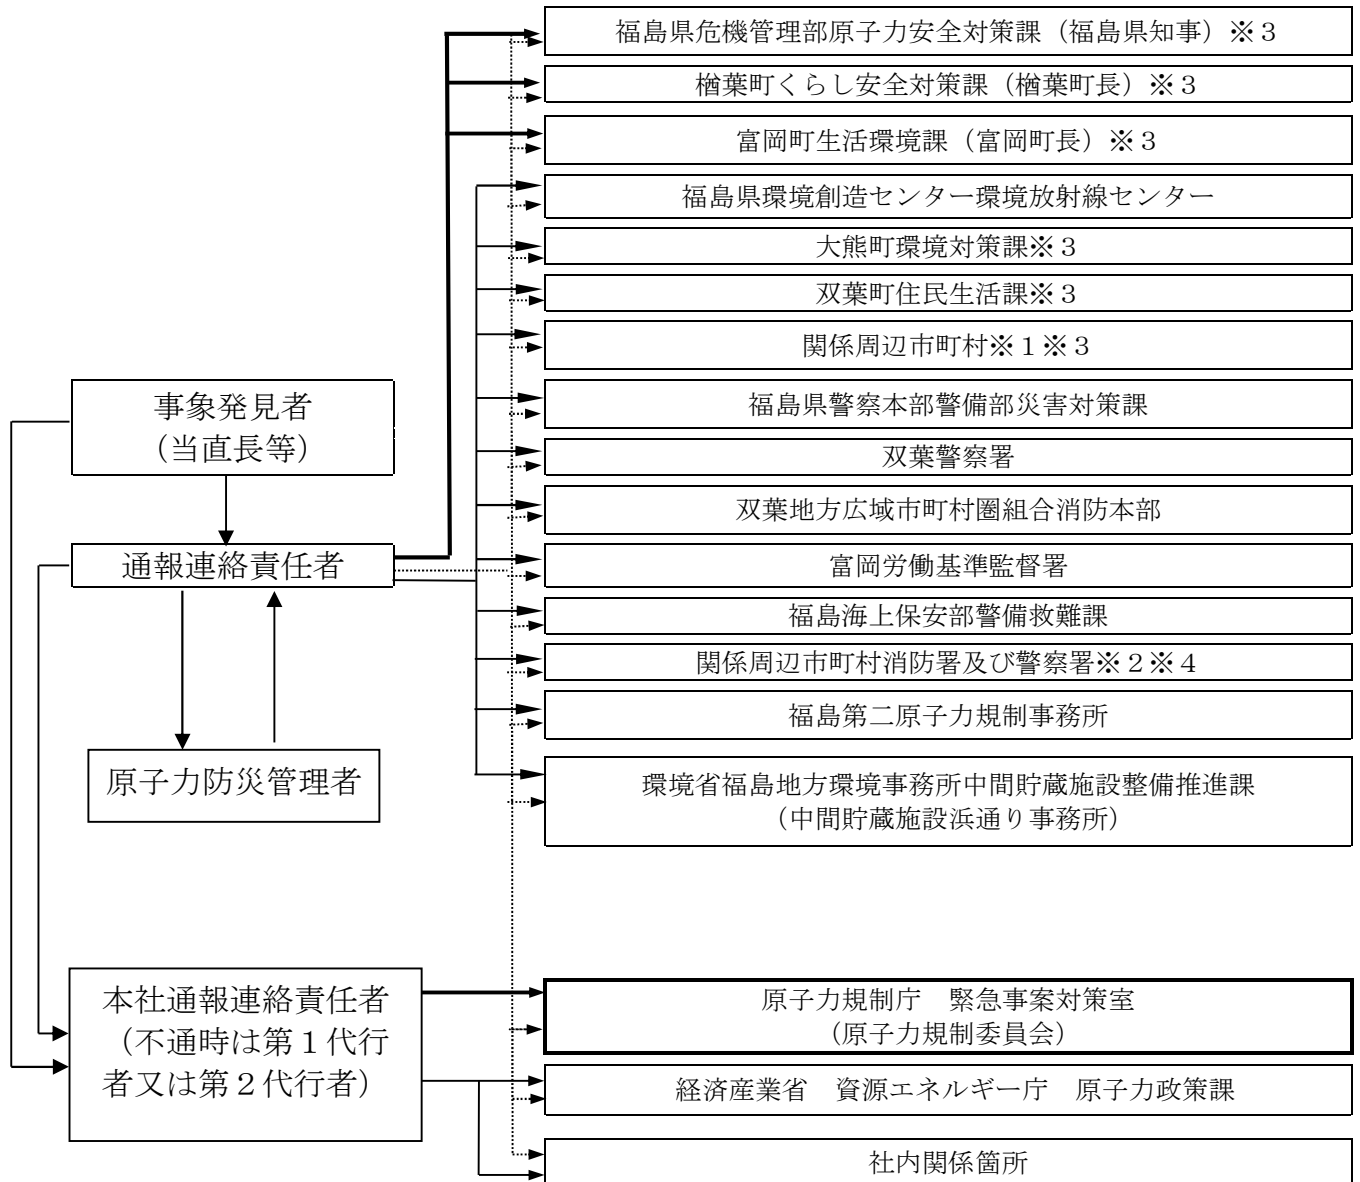 福島県危機管理部原子力安全対策課（福島県知事）※３
楢葉町くらし安全対策課（楢葉町長）※３
富岡町生活環境課（富岡町長）※３
福島県環境創造センター環境放射線センター
大熊町環境対策課※３
双葉町住民生活課※３
関係周辺市町村※１※３
福島県警察本部警備部災害対策課
双葉警察署
双葉地方広域市町村圏組合消防本部
富岡労働基準監督署
福島海上保安部警備救難課
関係周辺市町村消防署及び警察署※２※４
福島第二原子力規制事務所
環境省福島地方環境事務所中間貯蔵施設整備推進課
（中間貯蔵施設浜通り事務所）
事象発見者
（当直長等）
通報連絡責任者
原子力防災管理者
本社通報連絡責任者
（不通時は第１代行
者又は第２代行者）
原子力規制庁　緊急事案対策室
（原子力規制委員会）
経済産業省　資源エネルギー庁　原子力政策課
社内関係箇所